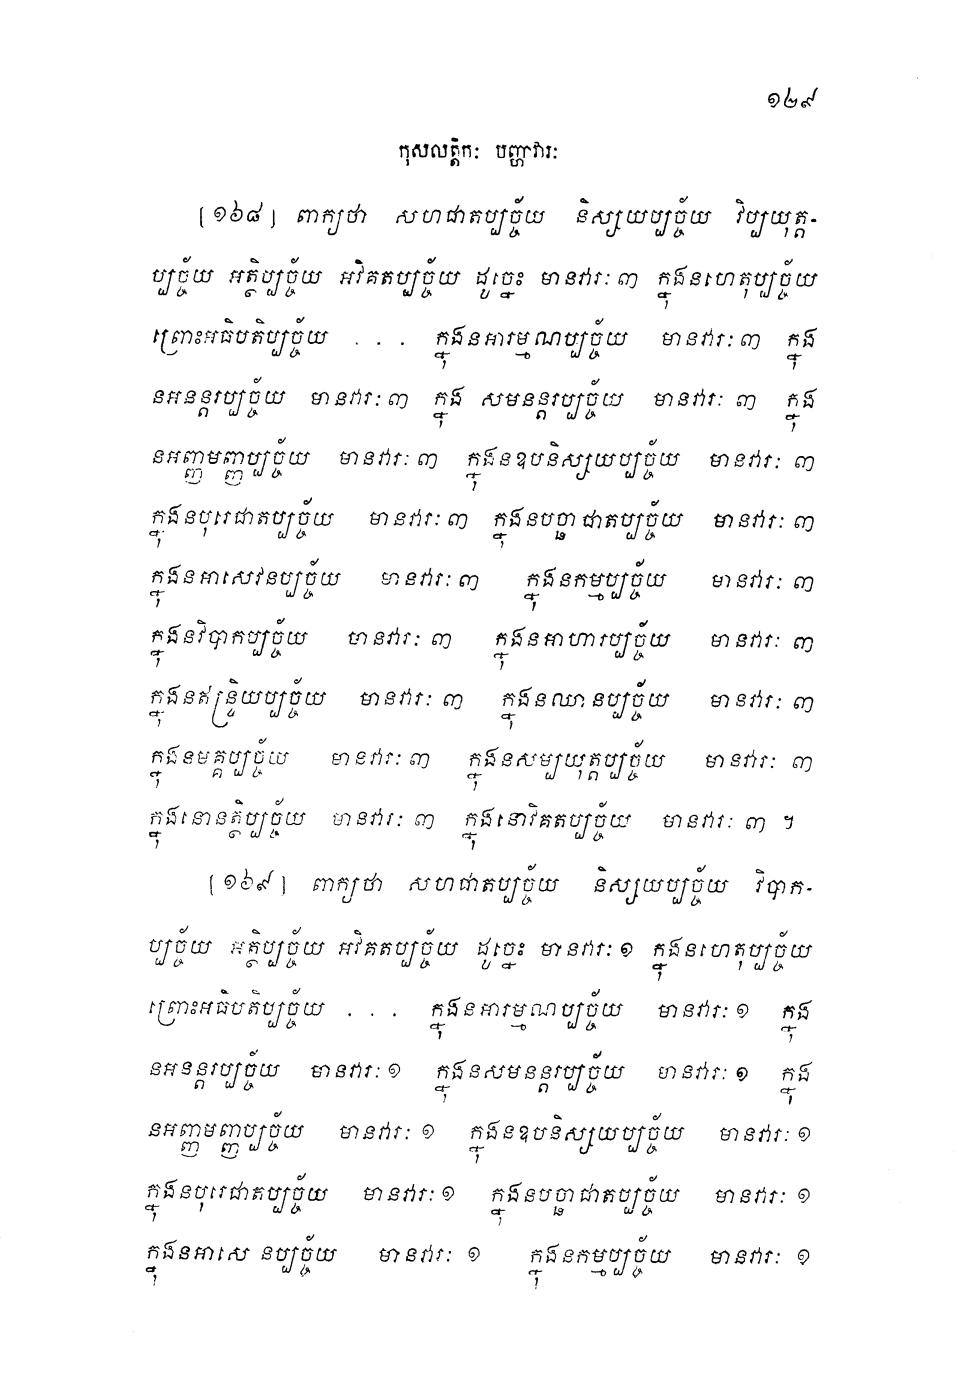 ១២៩
កុសលត្តិកៈ បញ្ហាវារៈ
[១៦៨] ពាក្យថា សហជាតប្បច្ច័យ និស្សយប្បច្ច័យ វិប្បយុត្ត-
ប្បច្ច័យ អត្ថិប្បច្ច័យ អវិគតប្បច្ច័យ ដូច្នេះ មានវារៈ ៣ ក្នុងនហេតុប្បច្ច័យ
ព្រោះអធិបតិប្បច្ច័យ . . . ក្នុងនអារម្មណប្បច្ច័យ មានវារៈ ៣ ក្នុង
នអនន្តរប្បច្ច័យ មានវារៈ ៣ ក្នុង សមនន្តរប្បច្ច័យ មានវារៈ ៣ ក្នុង
នអញ្ញមញ្ញប្បច្ច័យ មានវារៈ ៣ ក្នុងនឧបនិស្សយប្បច្ច័យ មានវារៈ ៣
ក្នុងនបុរេជាតប្បច្ច័យ មានវារៈ ៣ ក្នុងនបច្ឆាជាតប្បច្ច័យ មានវារៈ ៣
ក្នុងនអាសេវនប្បច្ច័យ មានវារៈ ៣ ក្នុងនកម្មប្បច្ច័យ មានវារៈ ៣
ក្នុងនវិបាកប្បច្ច័យ មានវារៈ ៣ ក្នុងនអាហារប្បច្ច័យ មានវារៈ ៣
ក្នុងនឥន្ទ្រិយប្បច្ច័យ មានវារៈ ៣ ក្នុងនឈានប្បច្ច័យ មានវារៈ ៣
ក្នុងនមគ្គប្បច្ច័យ មានវារៈ ៣ ក្នុងនសម្បយុត្តប្បច្ច័យ មានវារៈ ៣
ក្នុងនោនត្ថិប្បច្ច័យ មានវារៈ ៣ ក្នុងនោវិគតប្បច្ច័យ មានវារៈ ៣ ។
[១៦៩] ពាក្យថា សហជាតប្បច្ច័យ និស្សយប្បច្ច័យ វិបាក-
ប្បច្ច័យ អត្ថិប្បច្ច័យ អវិគតប្បច្ច័យ ដូច្នេះ មានវារៈ ១ ក្នុងនហេតុប្បច្ច័យ
ព្រោះអធិបតិប្បច្ច័យ . . . ក្នុងនអារម្មណប្បច្ច័យ មានវារៈ ១ ក្នុង
នអនន្តរប្បច្ច័យ មានវារៈ ១ ក្នុងនសមនន្តរប្បច្ច័យ មានវារៈ ១ ក្នុង
នអញ្ញមញ្ញប្បច្ច័យ មានវារៈ ១ ក្នុងនឧបនិស្សយប្បច្ច័យ មានវារៈ ១
ក្នុងនបុរេជាតប្បច្ច័យ មានវារៈ ១ ក្នុងនបច្ឆាជាតប្បច្ច័យ មានវារៈ ១
ក្នុងនអាសេ នប្បច្ច័យ មានវារៈ ១ ក្នុងនកម្មប្បច្ច័យ មានវារៈ ១